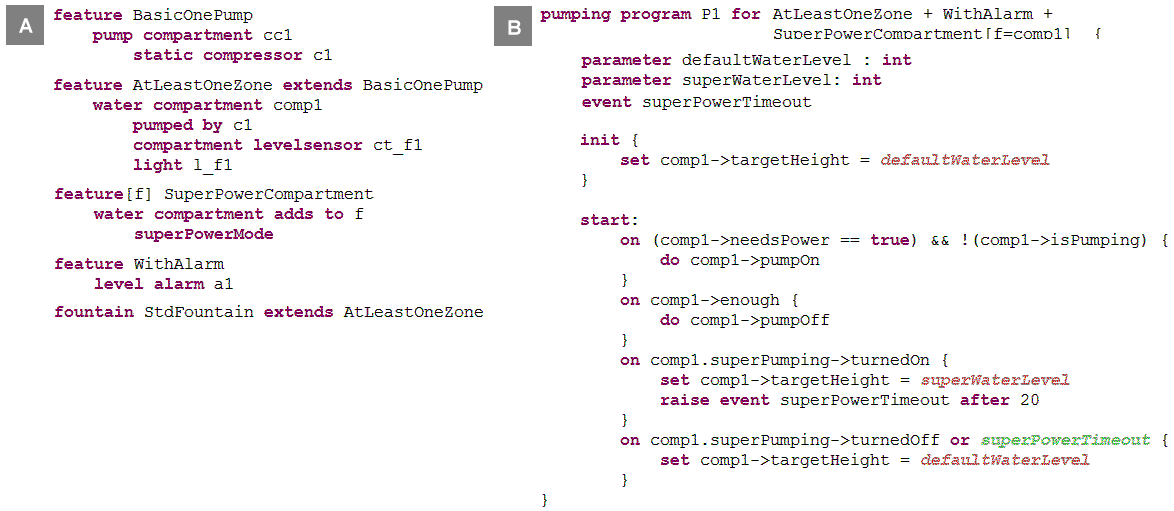 A
feature BasicOnePump
pump compartment cc1
static compressor c1
feature AtLeastOneZone extends BasicOnePump
water compartment comp1
pumped by c1
compartment levelsensor ct_f1
light l_f1
feature[f] SuperPowerCompartment
water compartment adds to f
superPowerMode
feature WithAlarm
level alarm a1
fountain StdFountain extends AtLeastOneZone
B
pumping program P1 for AtLeastOneZone + WithAlarm +
SuperPowerCompartment[f=comp1] {
parameter defaultWaterLevel : int
parameter superWaterLevel: int
event superPowerTimeout
init {
set comp1->targetHeight = defaultWaterLevel
}
start:
on (comp1->needsPower == true) && !(comp1->isPumping) {
do comp1->pumpOn
}
on comp1->enough {
do comp1->pumpOff
}
on comp1.superPumping->turnedOn {
set comp1->targetHeight = superWaterLevel
raise event superPowerTimeout after 20
}
on comp1.superPumping->turnedOff or superPowerTimeout {
set comp1->targetHeight = defaultWaterLevel
}
}